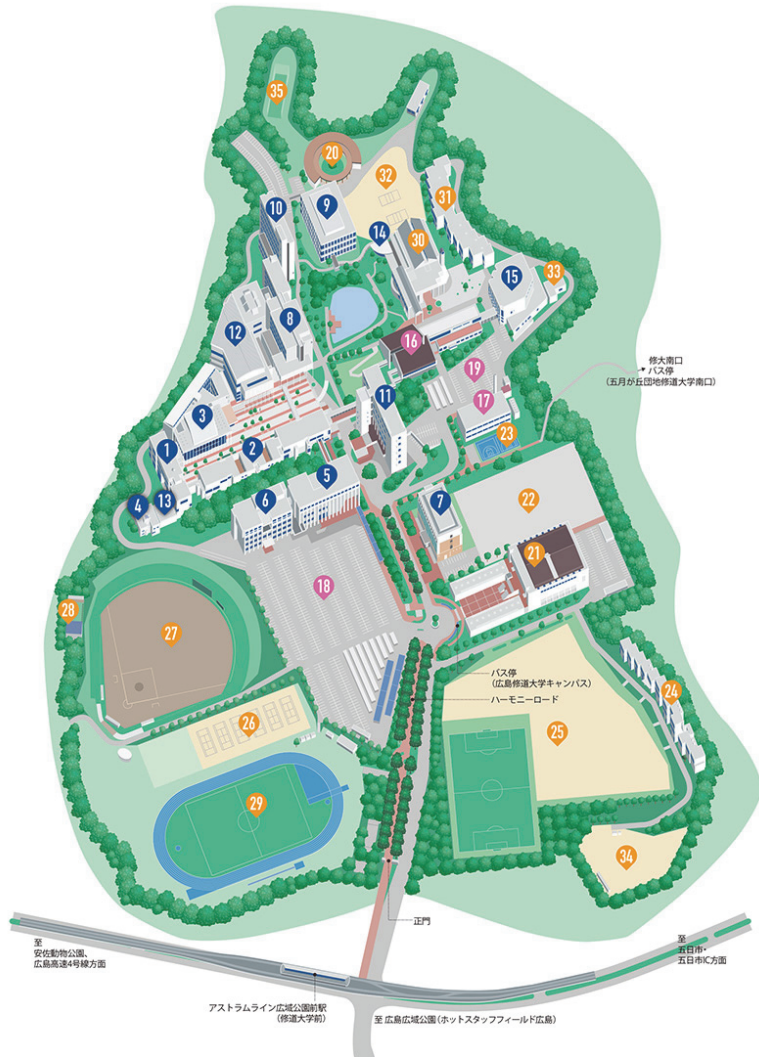 35
20
32
9
10
31
14
30
15
33
8
16
12
修大南口
バス停
(五月が丘団地修道大学南口)
19
11
17
3
23
1
2
5
7
22
4
13
6
21
18
28
27
バス停
(広島修道大学キャンパス)
ハーモニーロード
24
26
25
29
34
正門
至
安佐動物公園、
広島高速4号線方面
至
五日市・
五日市IC方面
アストラムライン広域公園前駅
(修道大学前)
至 広島広域公園(ホットスタッフフィールド広島)